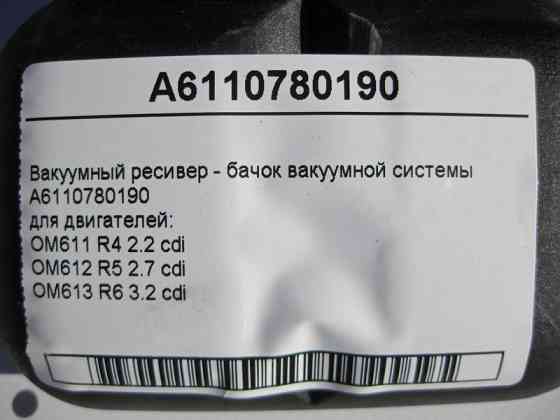 A6110780190
Вакуумный ресивер - бачок вакуумной системы
A6110780190
для двигателей:
OM611 R4 2.2 cdi
OM612 R5 2.7 cdi
OM613 R6 3.2 cdi